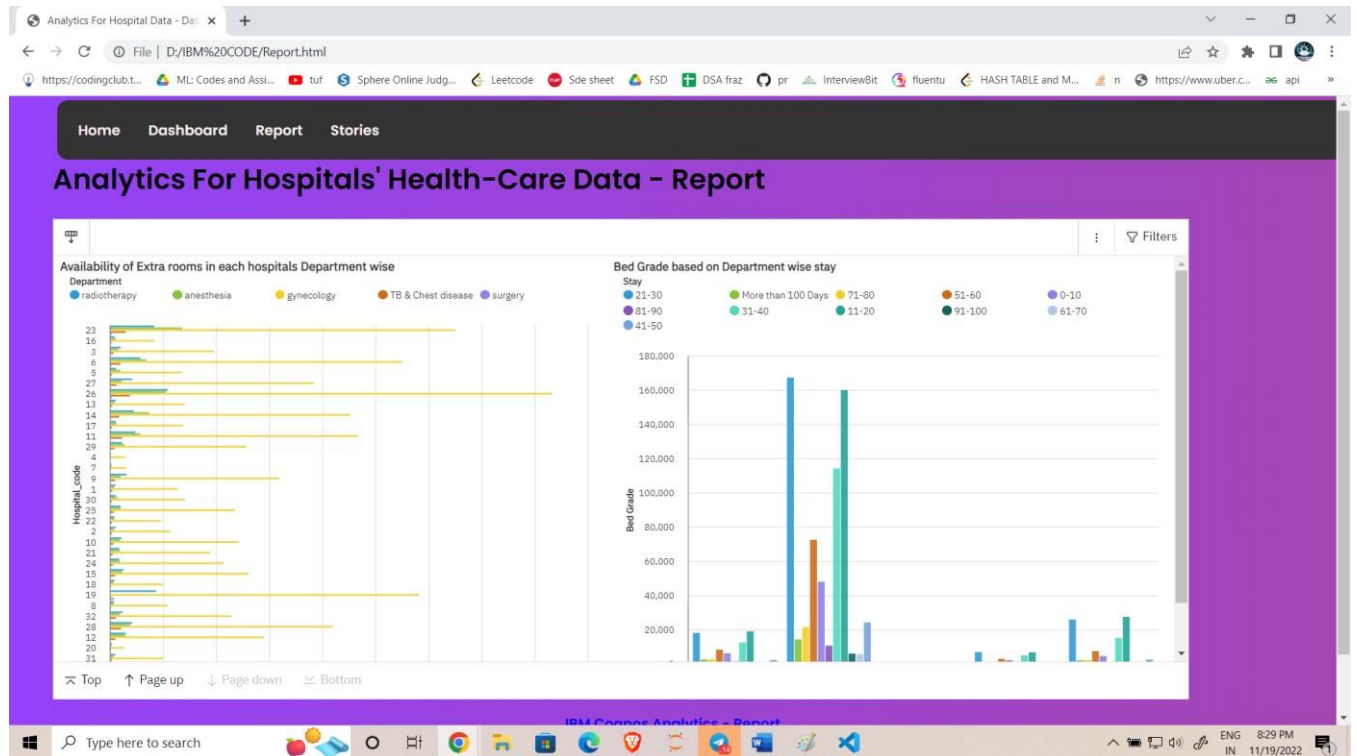 Analytics For Hospital Data - Das
File | D:/IBM%20CODE/Report.html
https://codingclub.t... ML: Codes and Assi... tuf Sphere Online Judg... Leetcode Sde sheet FSD DSA fraz pr InterviewBit fluentu HASH TABLE and M... n https://www.uber.c... api »
Home Dashboard Report Stories
Analytics For Hospitals' Health-Care Data - Report
Filters
Availability of Extra rooms in each hospitals Department wise
Department
radiotherapy anesthesia gynecology TB & Chest disease surgery
Hospital_code
23
16
3
6
5
27
26
13
14
17
11
29
4
7
9
1
30
25
22
2
10
21
24
15
18
19
8
32
28
12
20
31
Bed Grade based on Department wise stay
Stay
21-30 More than 100 Days 71-80 51-60 0-10
81-90 31-40 11-20 91-100 61-70
41-50
Bed Grade
180,000
160,000
140,000
120,000
100,000
80,000
60,000
40,000
20,000
Top Page up Page down Bottom
IBM Cognos Analytics - Report
Type here to search
ENG 8:29 PM
IN 11/19/2022